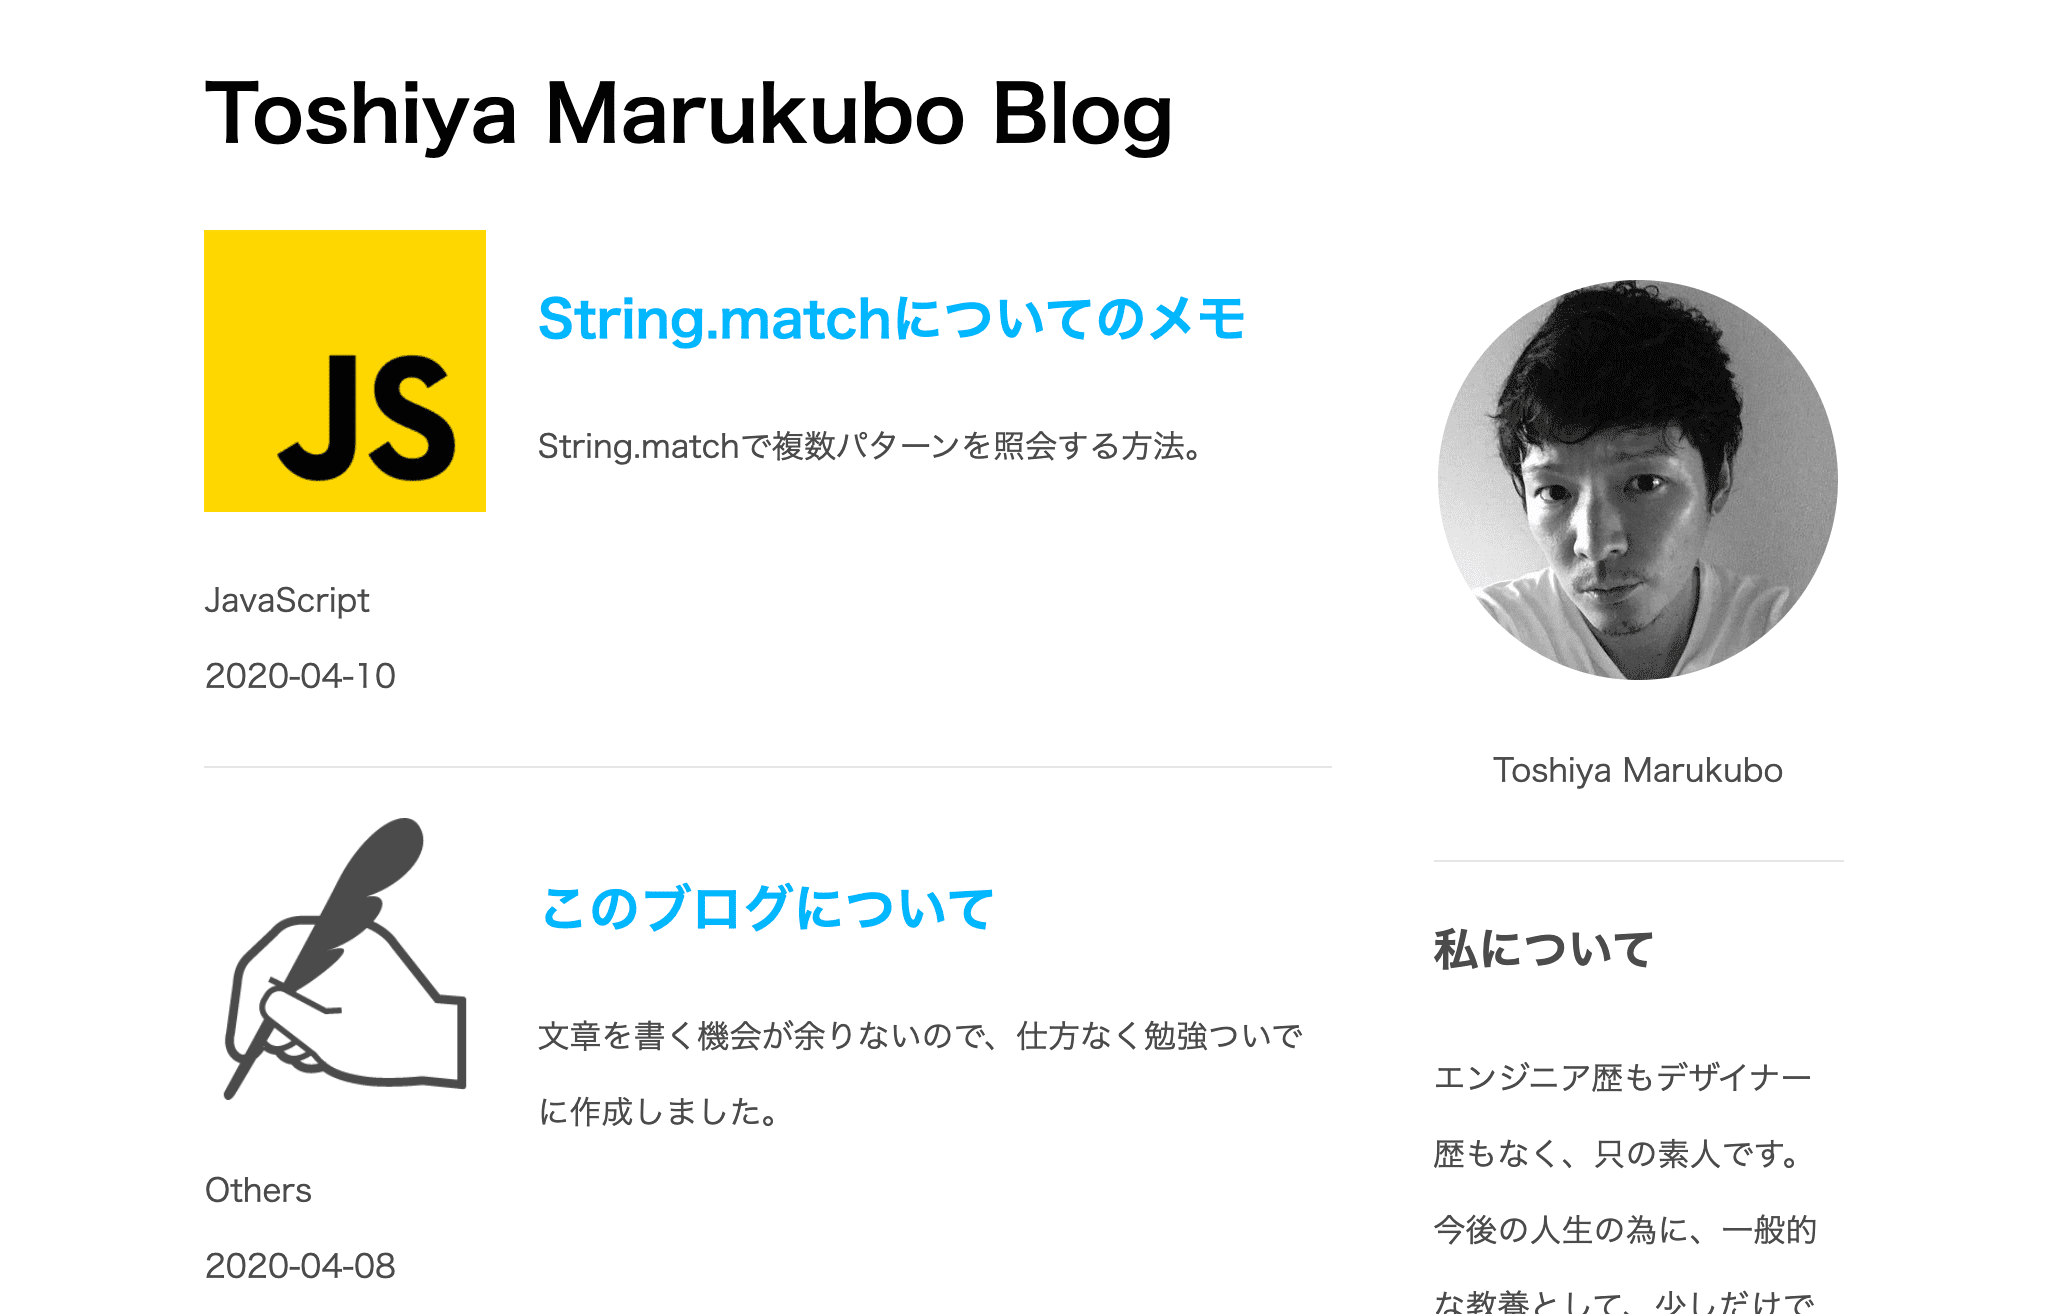 Toshiya Marukubo Blog
JS
String.matchについてのメモ
String.matchで複数パターンを照会する方法。
JavaScript
2020-04-10
このブログについて
文章を書く機会が余りないので、仕方なく勉強ついで
に作成しました。
Others
2020-04-08
Toshiya Marukubo
私について
エンジニア歴もデザイナー
歴もなく、只の素人です。
今後の人生の為に、一般的
な教養として、少しだけで